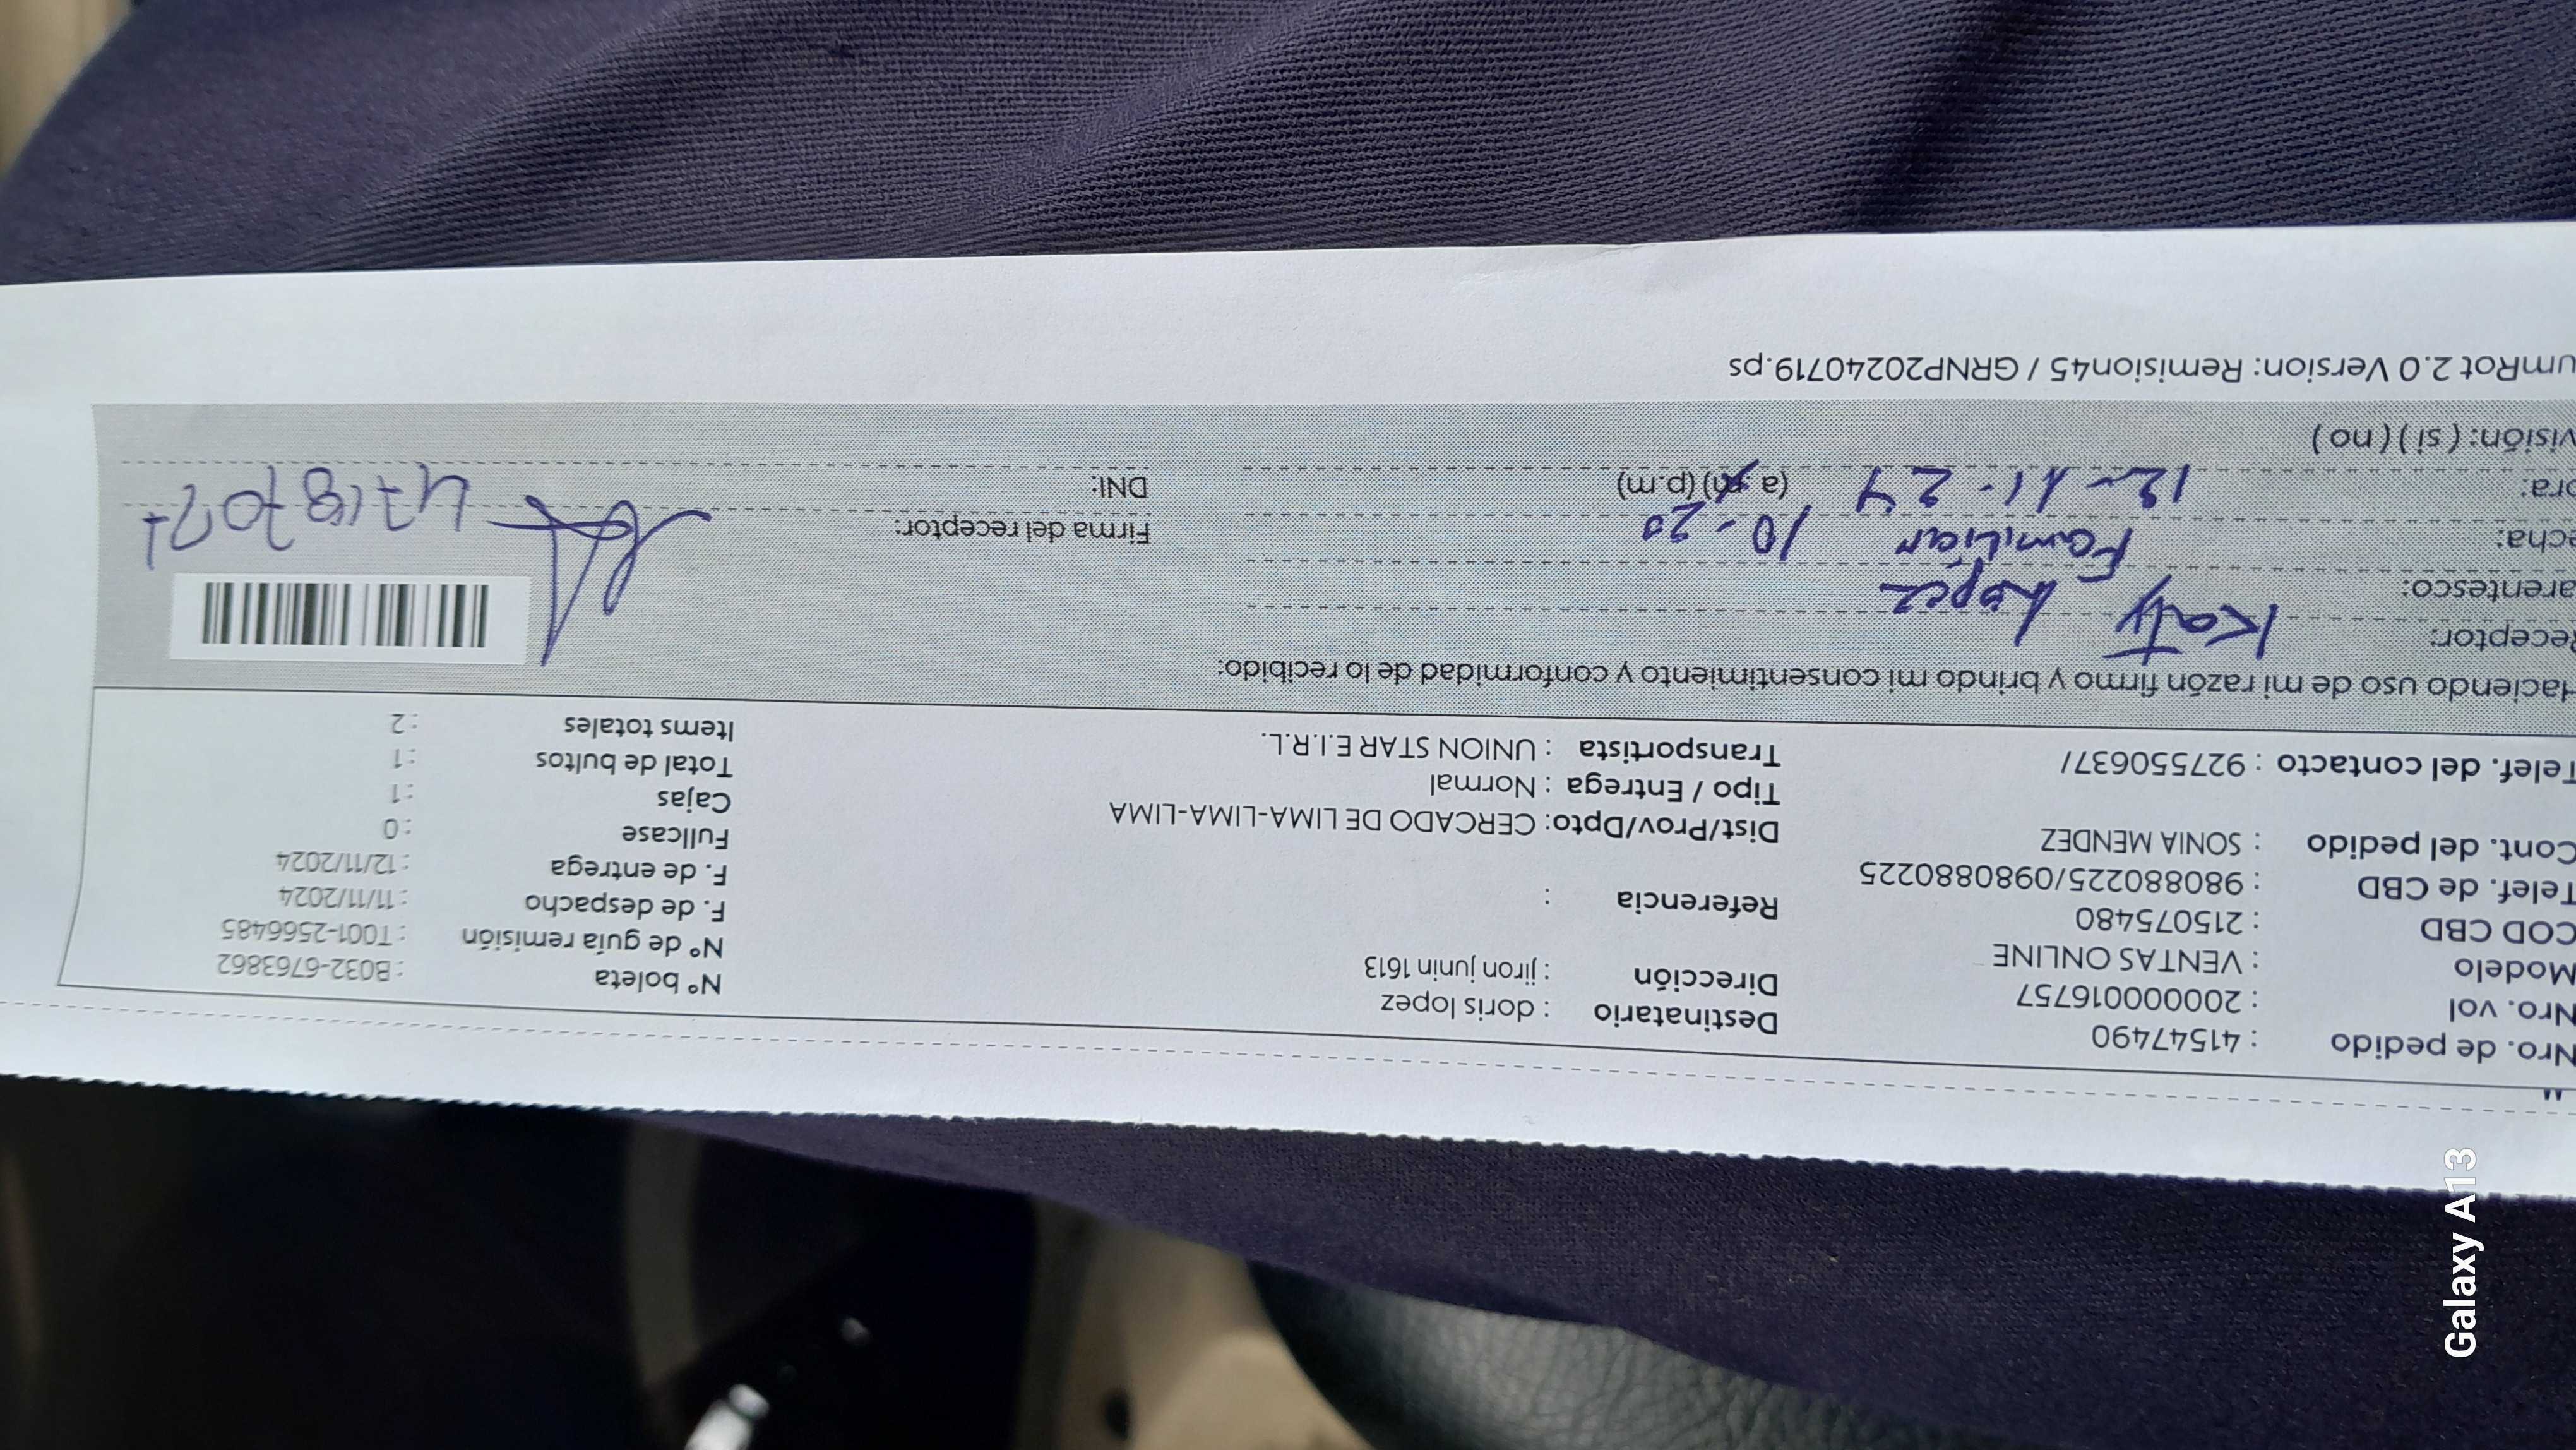 Nro. de pedido : 41547490
Nro. vol : 2000000016757
Modelo : VENTAS ONLINE
COD CBD : 215075480
Telef. de CBD : 980880225/0980880225
Cont. del pedido : SONIA MENDEZ
Telef. del contacto : 927550637/
Destinatario : doris lopez
Dirección : jiron junin 1613
Referencia :
Dist/Prov/Dpto: CERCADO DE LIMA-LIMA-LIMA
Tipo / Entrega : Normal
Transportista : UNION STAR E.I.R.L.
N° boleta : B032-6763862
N° de guía remisión : T001-2566485
F. de despacho : 11/11/2024
F. de entrega : 12/11/2024
Fullcase : 0
Cajas : 1
Total de bultos : 1
Items totales : 2
Haciendo uso de mi razón firmo y brindo mi consentimiento y conformidad de lo recibido:
eceptor: Katy Lopez
arentesco: Familiar
echa: 10-20
ora: 12-11-24 (a.m) (p.m)
visión: ( si ) ( no )
Firma del receptor:
DNI:
umRot 2.0 Version: Remision45 / GRNP20240719.ps
Galaxy A13